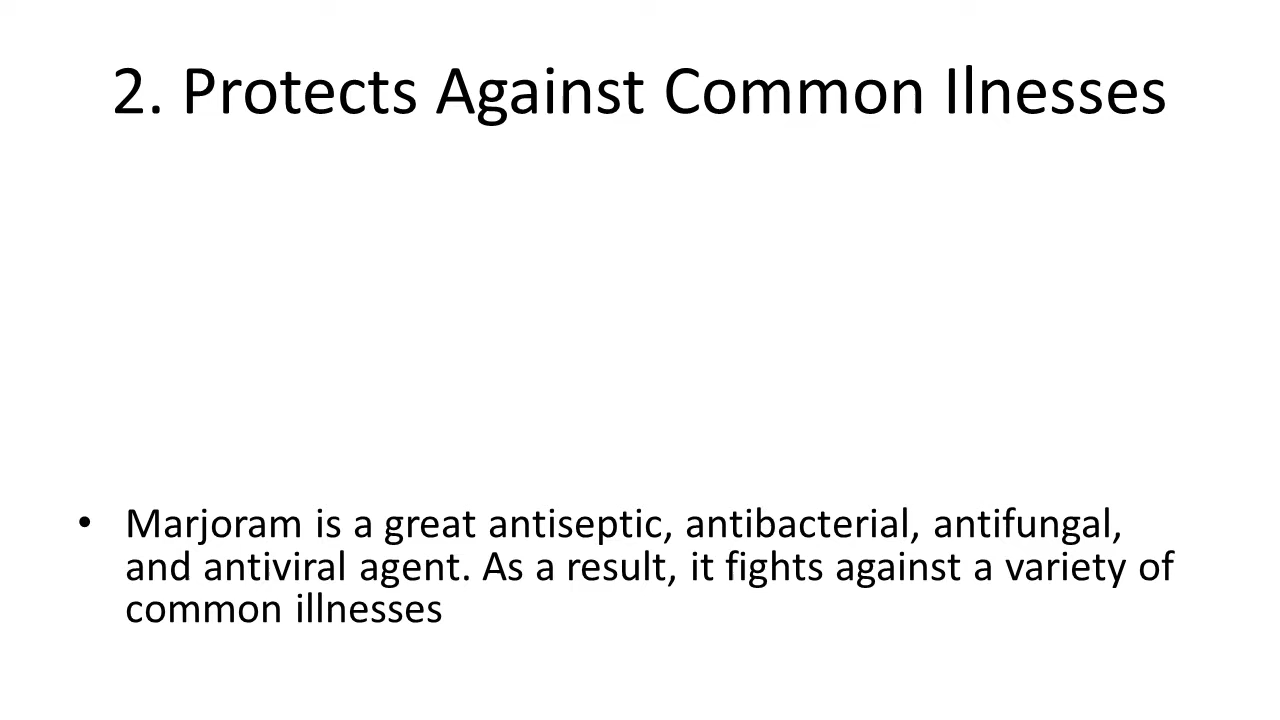 2. Protects Against Common Ilnesses
• Marjoram is a great antiseptic, antibacterial, antifungal,
and antiviral agent. As a result, it fights against a variety of
common illnesses